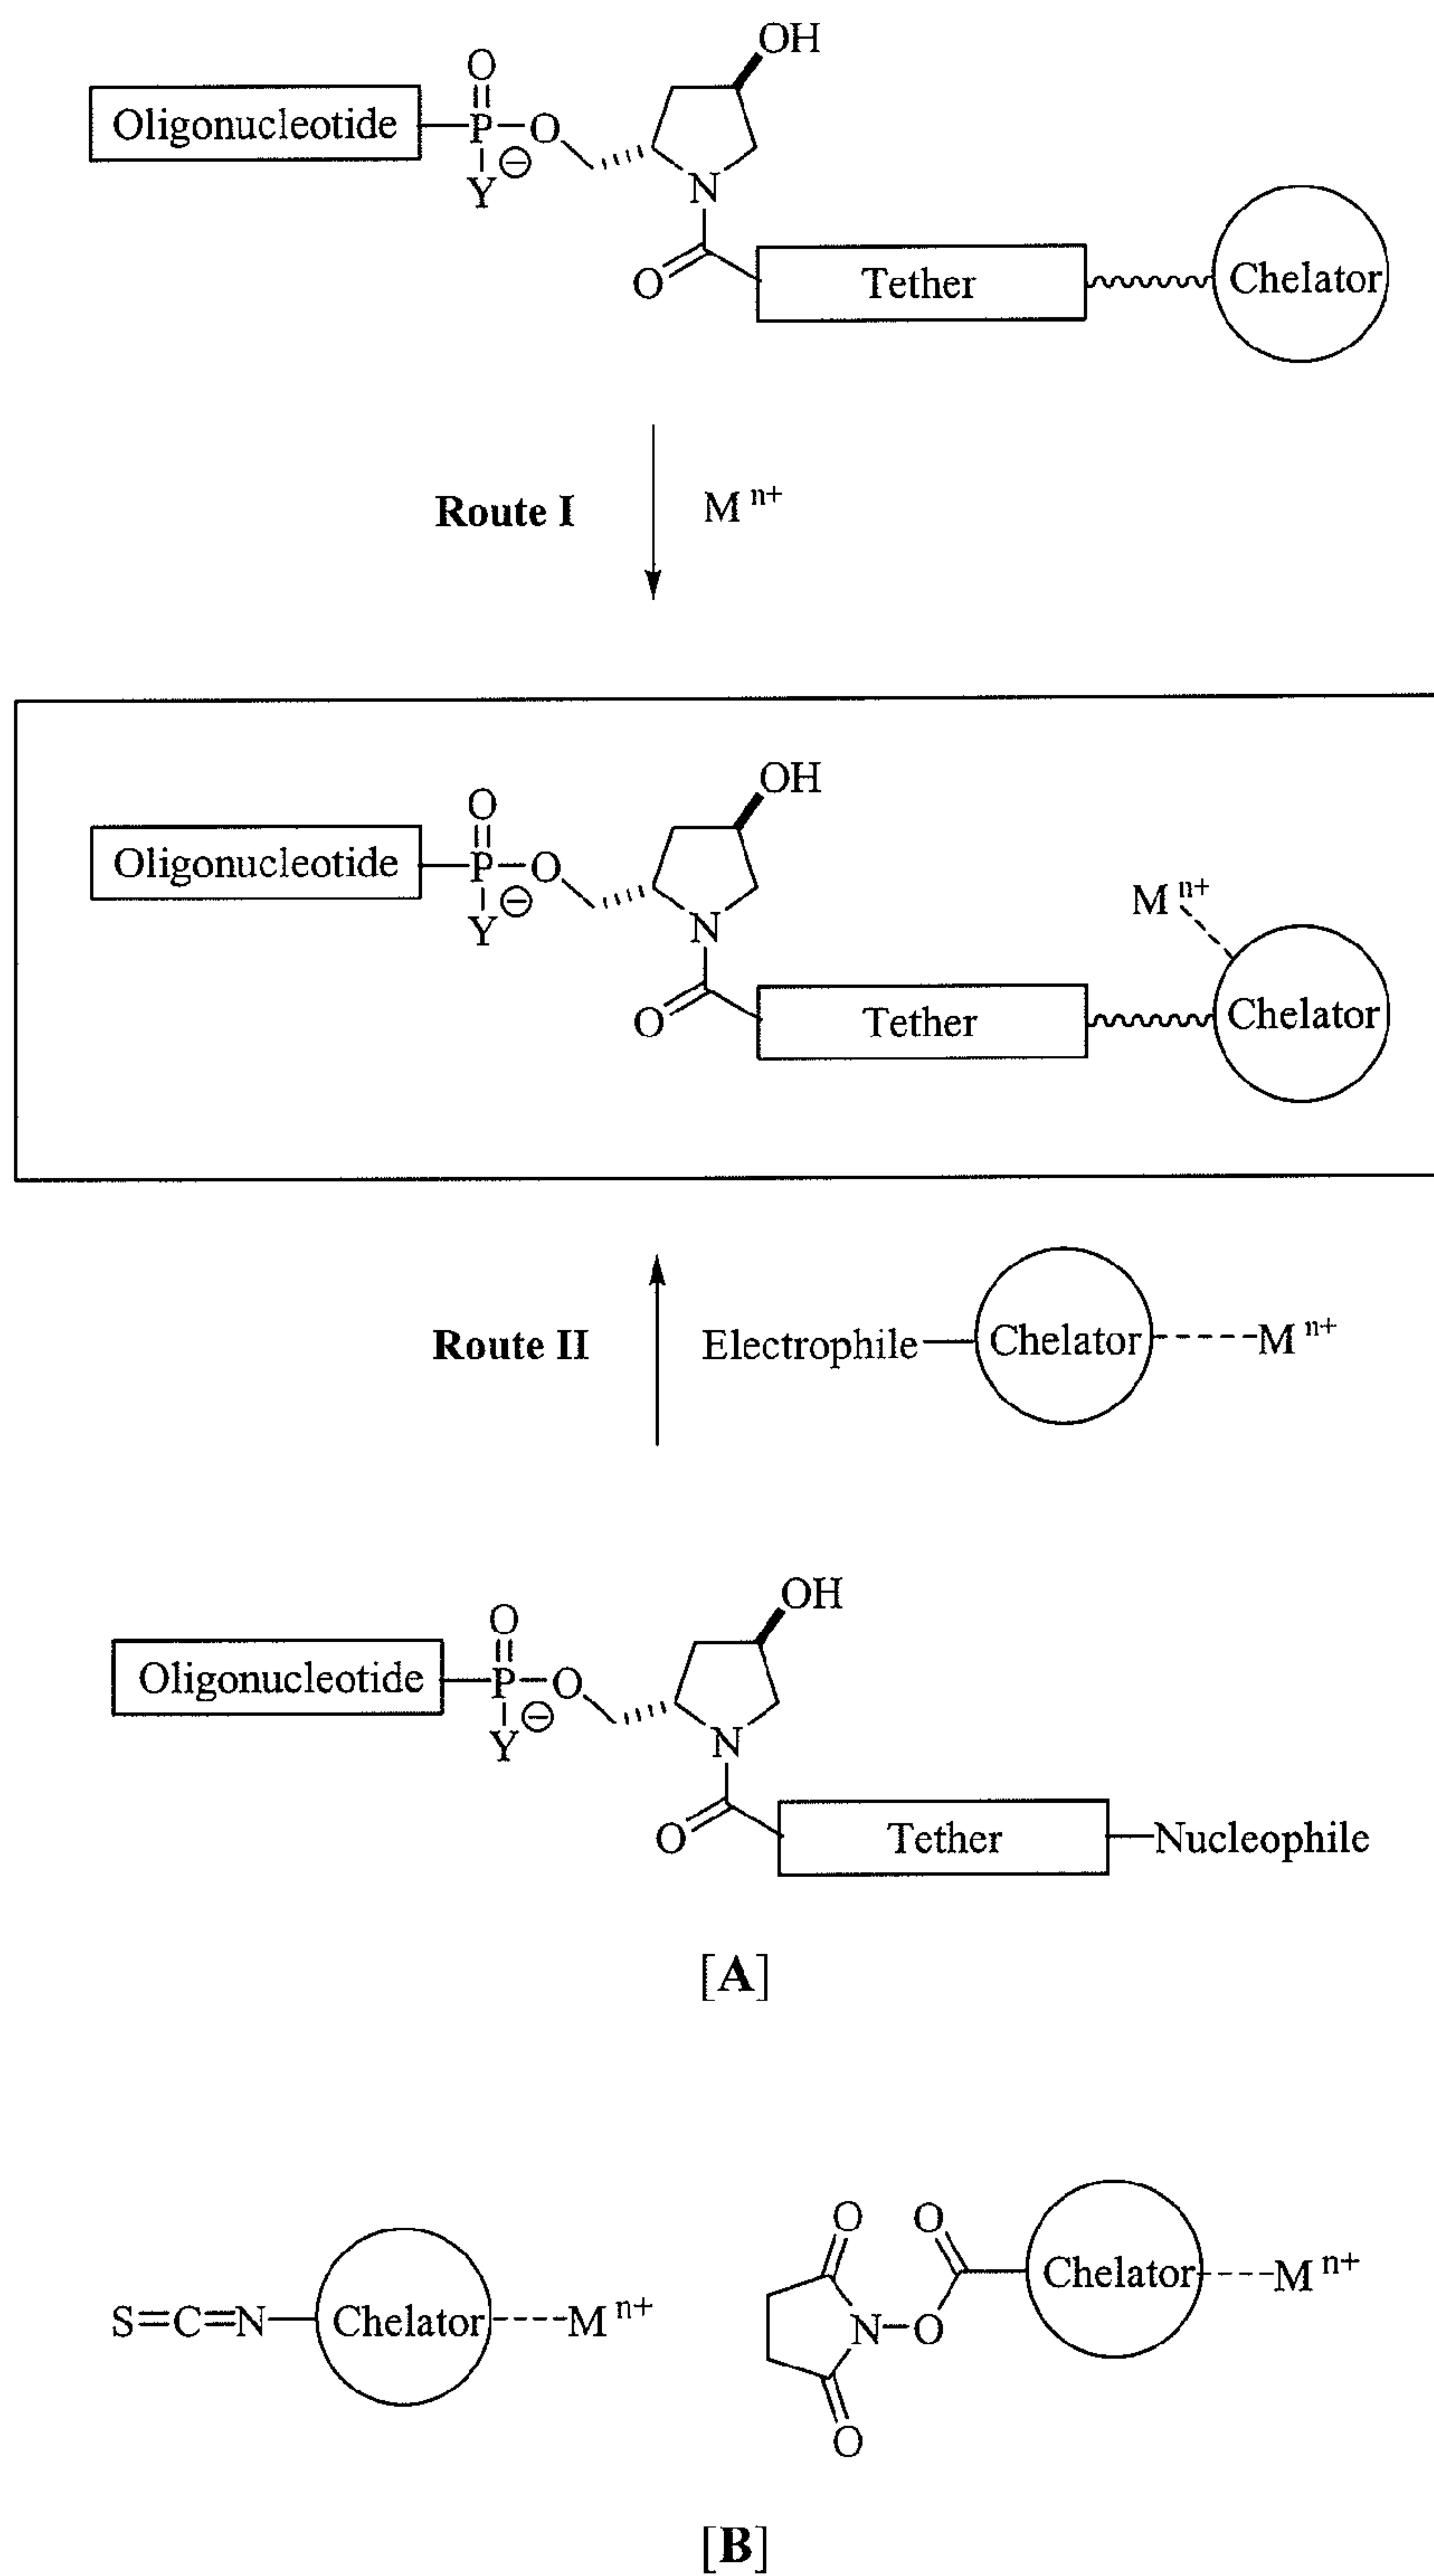 OH
O
Oligonucleotide P O
Y ⊖ N
O Tether Chelator
Route I M n+
OH
O
Oligonucleotide P O
M n+
Y ⊖ N
O Tether Chelator
Route II Electrophile Chelator M n+
OH
O
Oligonucleotide P O
Y ⊖ N
O Tether Nucleophile
[A]
O O Chelator M n+
S=C=N Chelator M n+
N O
O
[B]